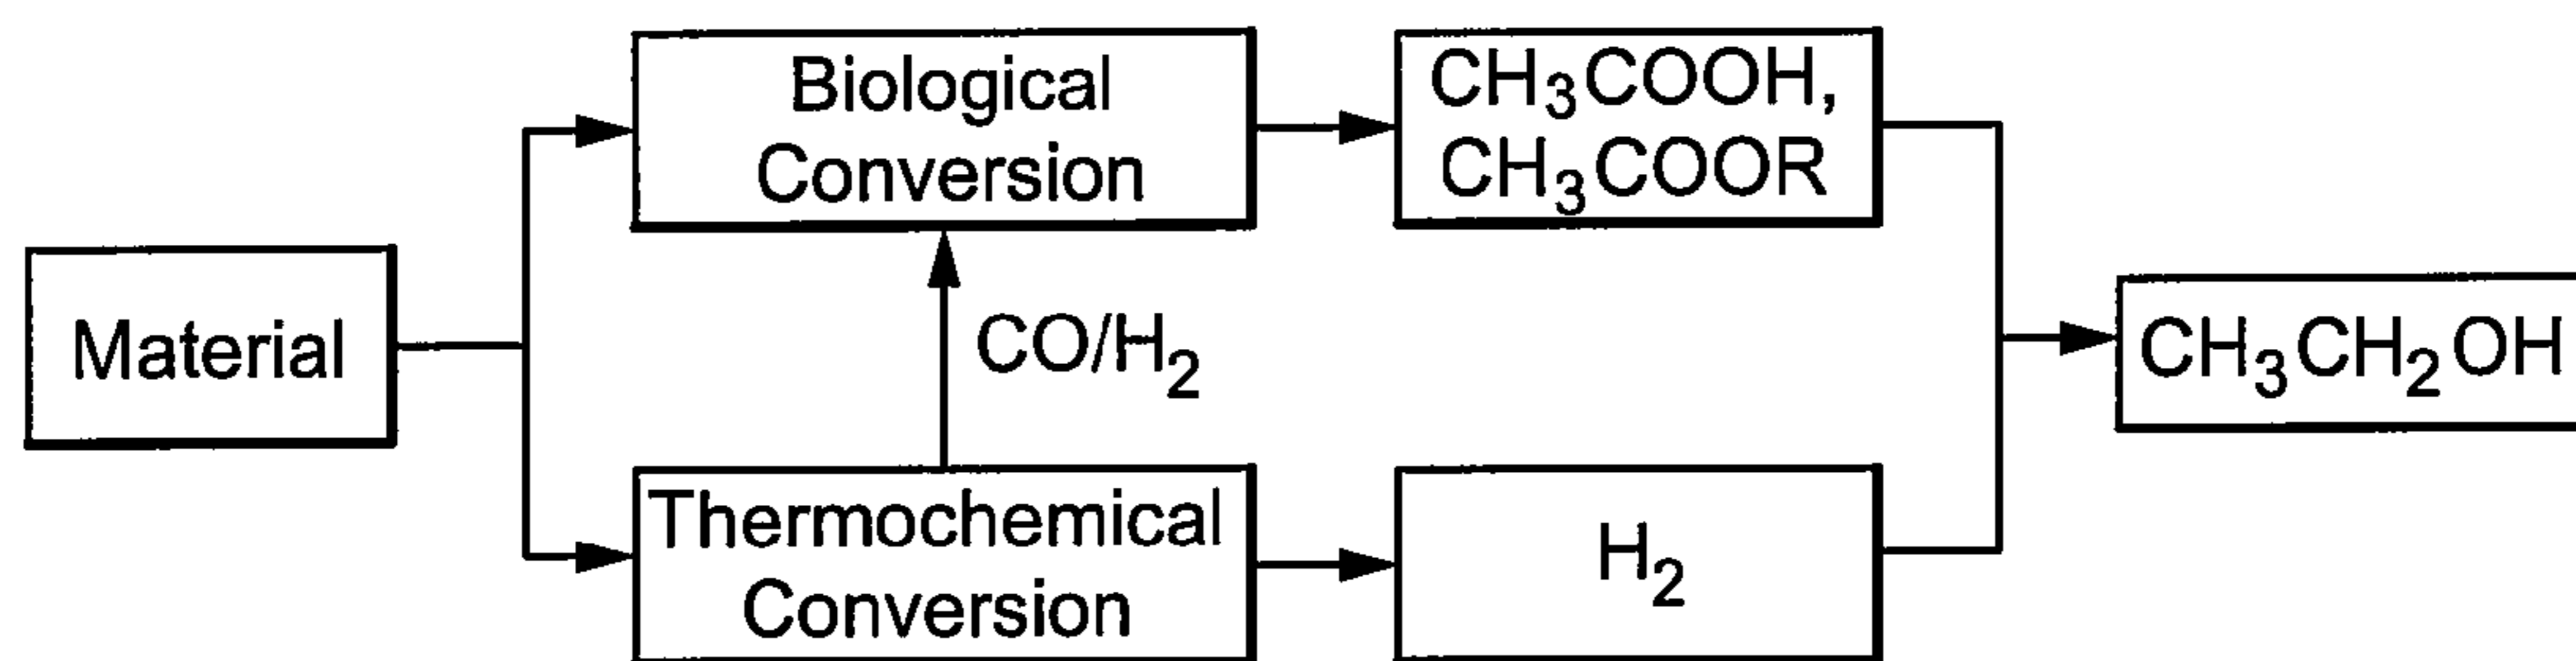 Biological
Conversion
CH₃COOH,
CH₃COOR
Material
CO/H₂
CH₃CH₂OH
Thermochemical
Conversion
H₂